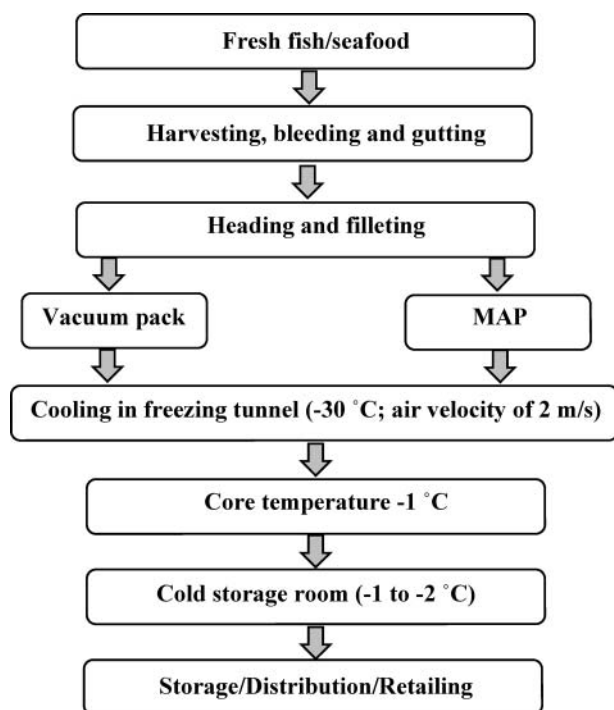 Fresh fish/seafood
Harvesting, bleeding and gutting
Heading and filleting
Vacuum pack
MAP
Cooling in freezing tunnel (-30 ˚C; air velocity of 2 m/s)
Core temperature -1 ˚C
Cold storage room (-1 to -2 ˚C)
Storage/Distribution/Retailing